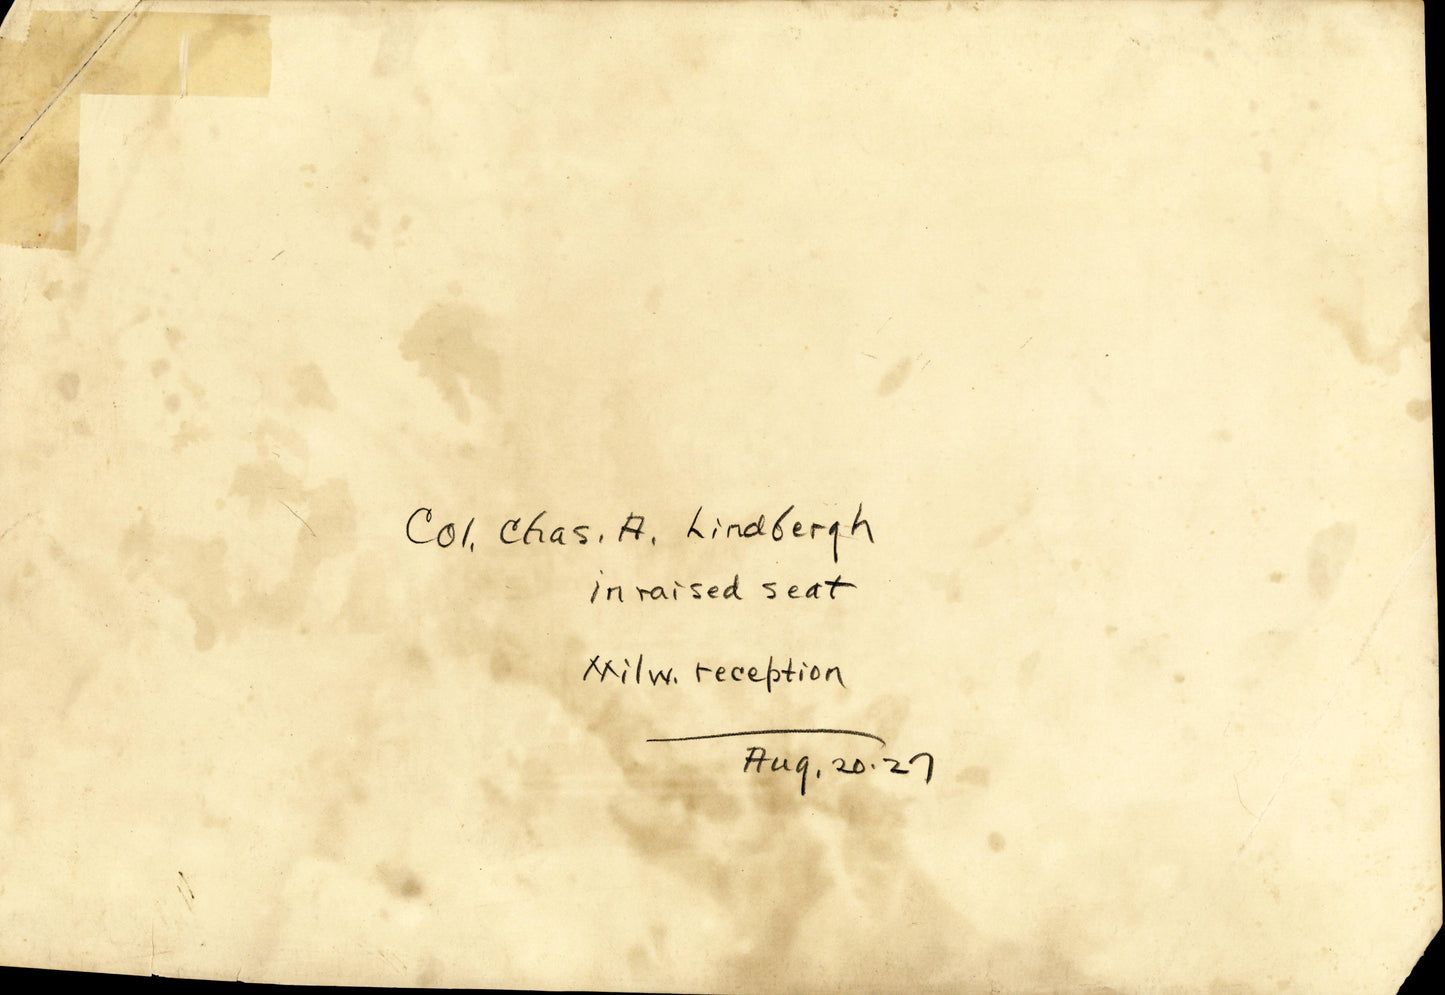 Col. Chas. A. Lindbergh
in raised seat
Milw. reception
Aug. 20.27